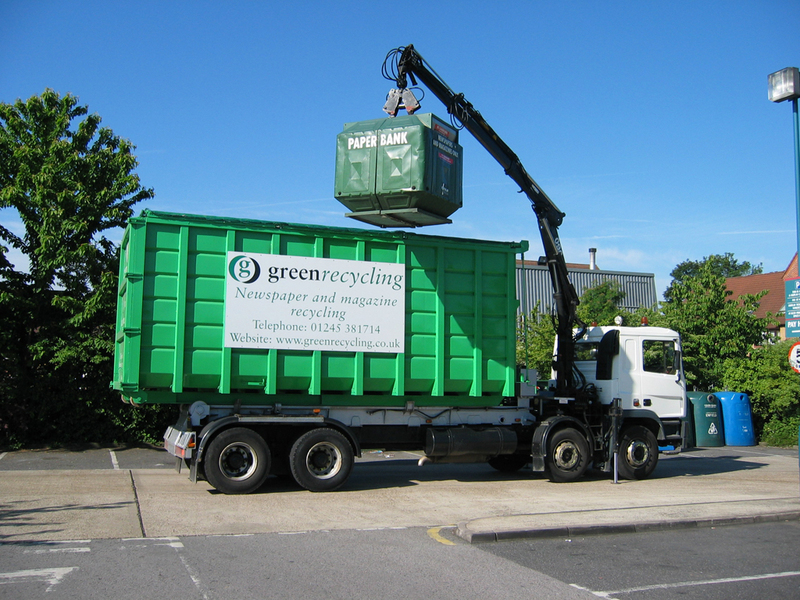 PAPER BANK
g greenrecycling
Newspaper and magazine
recycling
Telephone: 01245 381714
Website: www.greenrecycling.co.uk